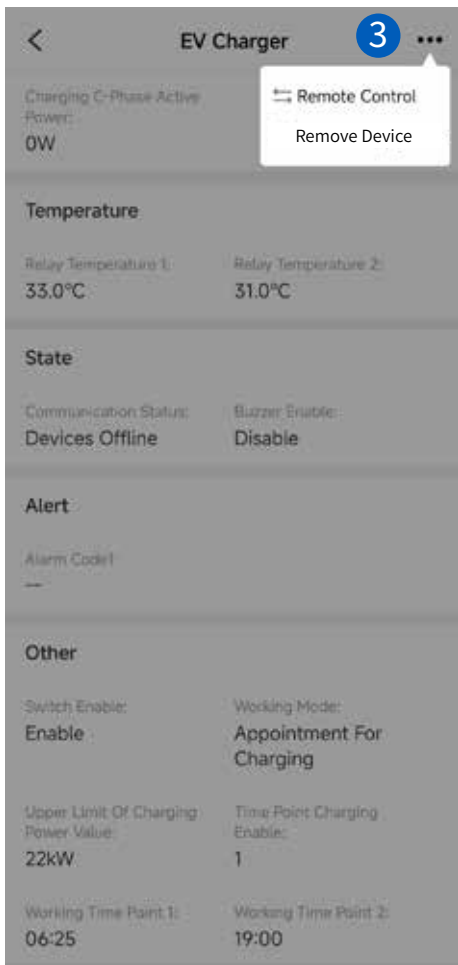 EV Charger
3
Remote Control
Remove Device
Charging C-Phase Active
Power:
0W
Temperature
Relay Temperature 1:
Relay Temperature 2:
33.0°C
31.0°C
State
Communication Status:
Buzzer Enable:
Devices Offline
Disable
Alert
Alarm Code1
--
Other
Switch Enable:
Working Mode:
Enable
Appointment For
Charging
Upper Limit Of Charging
Power Value:
Time Point Charging
Enable:
22kW
1
Working Time Point 1:
Working Time Point 2:
06:25
19:00